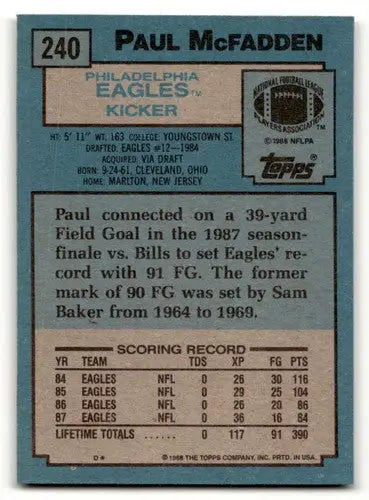 240 PAUL McFADDEN
PHILADELPHIA
EAGLES TM
KICKER
NATIONAL FOOTBALL LEAGUE
PLAYERS ASSOCIATION
© 1988 NFLPA
TOPPS
HT: 5' 11" WT: 163 COLLEGE: YOUNGSTOWN ST.
DRAFTED: EAGLES #12—1984
ACQUIRED: VIA DRAFT
BORN: 9-24-61, CLEVELAND, OHIO
HOME: MARLTON, NEW JERSEY
Paul connected on a 39-yard
Field Goal in the 1987 season-
finale vs. Bills to set Eagles' re-
cord with 91 FG. The former
mark of 90 FG was set by Sam
Baker from 1964 to 1969.
SCORING RECORD
YR TEAM TDS XP FG PTS
84 EAGLES NFL 0 26 30 116
85 EAGLES NFL 0 29 25 104
86 EAGLES NFL 0 26 20 86
87 EAGLES NFL 0 36 16 84
LIFETIME TOTALS ...... 0 117 91 390
D* © 1988 THE TOPPS COMPANY, INC. PRTD. IN U.S.A.